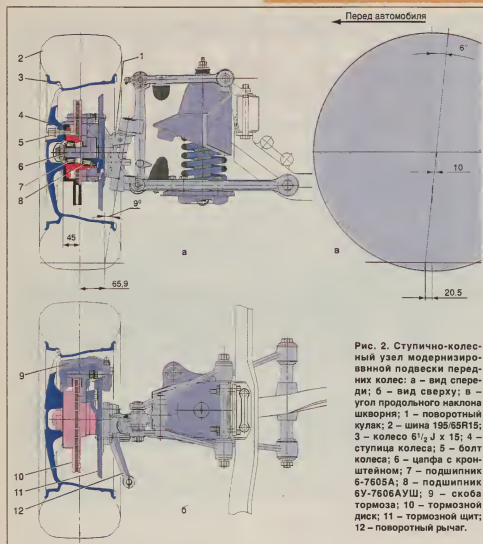 Перед автомобиля
2
1
3
6°
4
5
6
7
8
10
9°
45
а
в
65,9
20.5
9
10
11
12
б
Рис. 2. Ступично-колес-
ный узел модернизиро-
ввнной подвески перед-
них колес: а – вид спере-
ди; б – вид сверху; в –
угол продольного наклона
шкворня; 1 – поворотный
кулак; 2 – шина 195/65R15;
3 – колесо 6¹/₂ J x 15; 4 –
ступица колеса; 5 – болт
колеса; 6 – цапфа с крон-
штейном; 7 – подшипник
6-7605А; 8 – подшипник
6У-7606АУШ; 9 – скоба
тормоза; 10 – тормозной
диск; 11 – тормозной щит;
12 – поворотный рычаг.